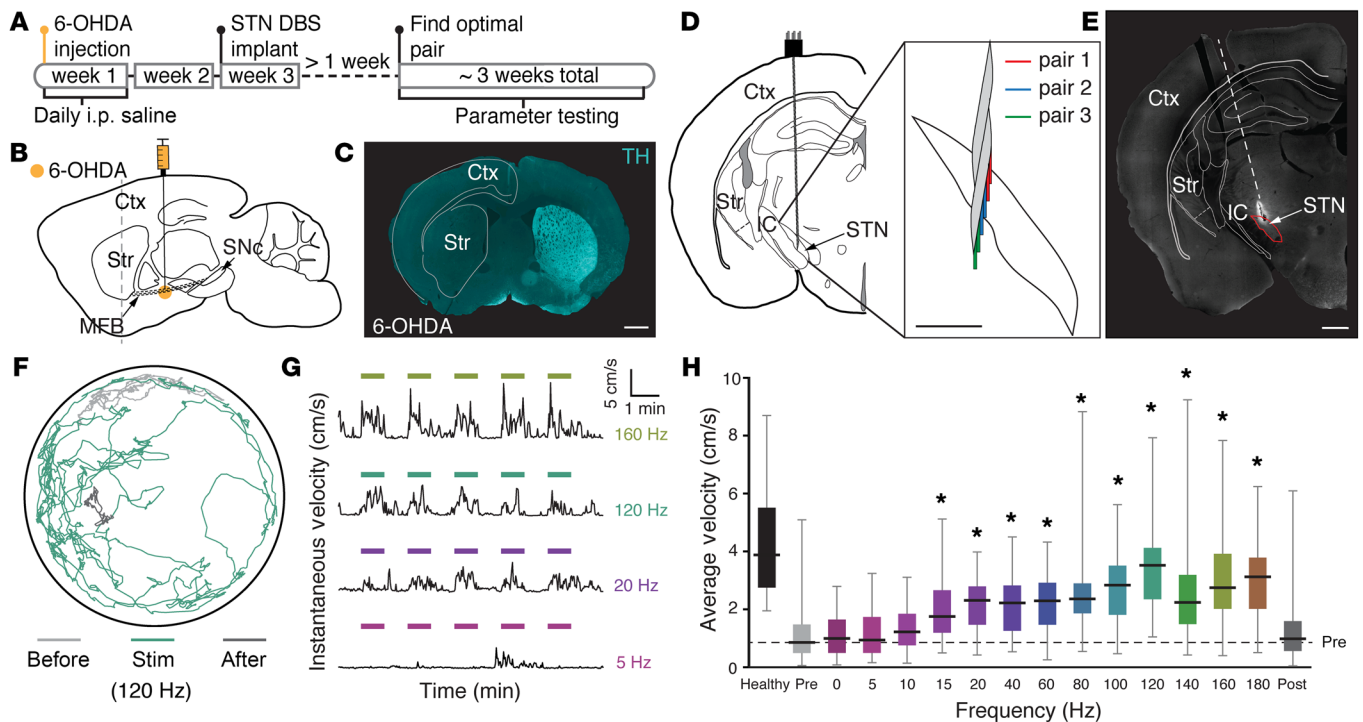 A
6-OHDA injection
STN DBS implant
Find optimal pair
> 1 week
week 1
week 2
week 3
~ 3 weeks total
Daily i.p. saline
Parameter testing
B
6-OHDA
Ctx
Str
SNc
MFB
C
TH
Ctx
Str
6-OHDA
D
Ctx
Str
IC
STN
pair 1
pair 2
pair 3
E
Ctx
Str
IC
STN
F
Before
Stim
After
(120 Hz)
G
Instantaneous velocity (cm/s)
5 cm/s
1 min
160 Hz
120 Hz
20 Hz
5 Hz
Time (min)
H
Average velocity (cm/s)
10
8
6
4
2
0
* * * * * * * * * *
Pre
Healthy Pre 0 5 10 15 20 40 60 80 100 120 140 160 180 Post
Frequency (Hz)